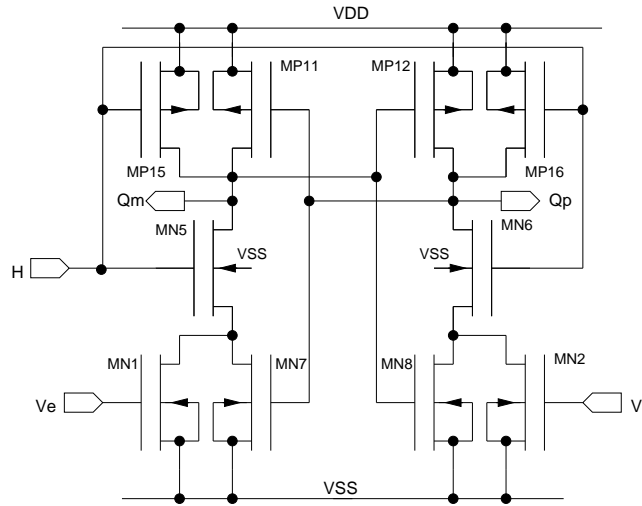 VDD
MP11 MP12
MP15 MP16
Qm Qp
MN5 MN6
VSS VSS
H
MN1 MN7 MN8 MN2
Ve V
VSS